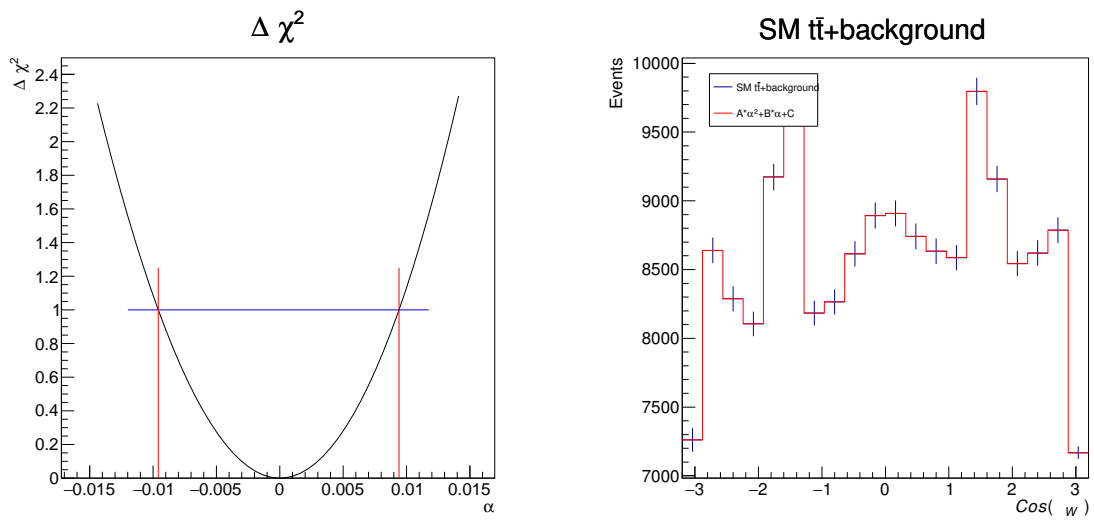 Δ χ²
Δ χ²
2.4
2.2
2
1.8
1.6
1.4
1.2
1
0.8
0.6
0.4
0.2
0
−0.015 −0.01 −0.005 0 0.005 0.01 0.015
α
SM tt̄+background
Events
10000
9500
9000
8500
8000
7500
7000
SM tt̄+background
A*α²+B*α+C
−3 −2 −1 0 1 2 3
Cos( W )